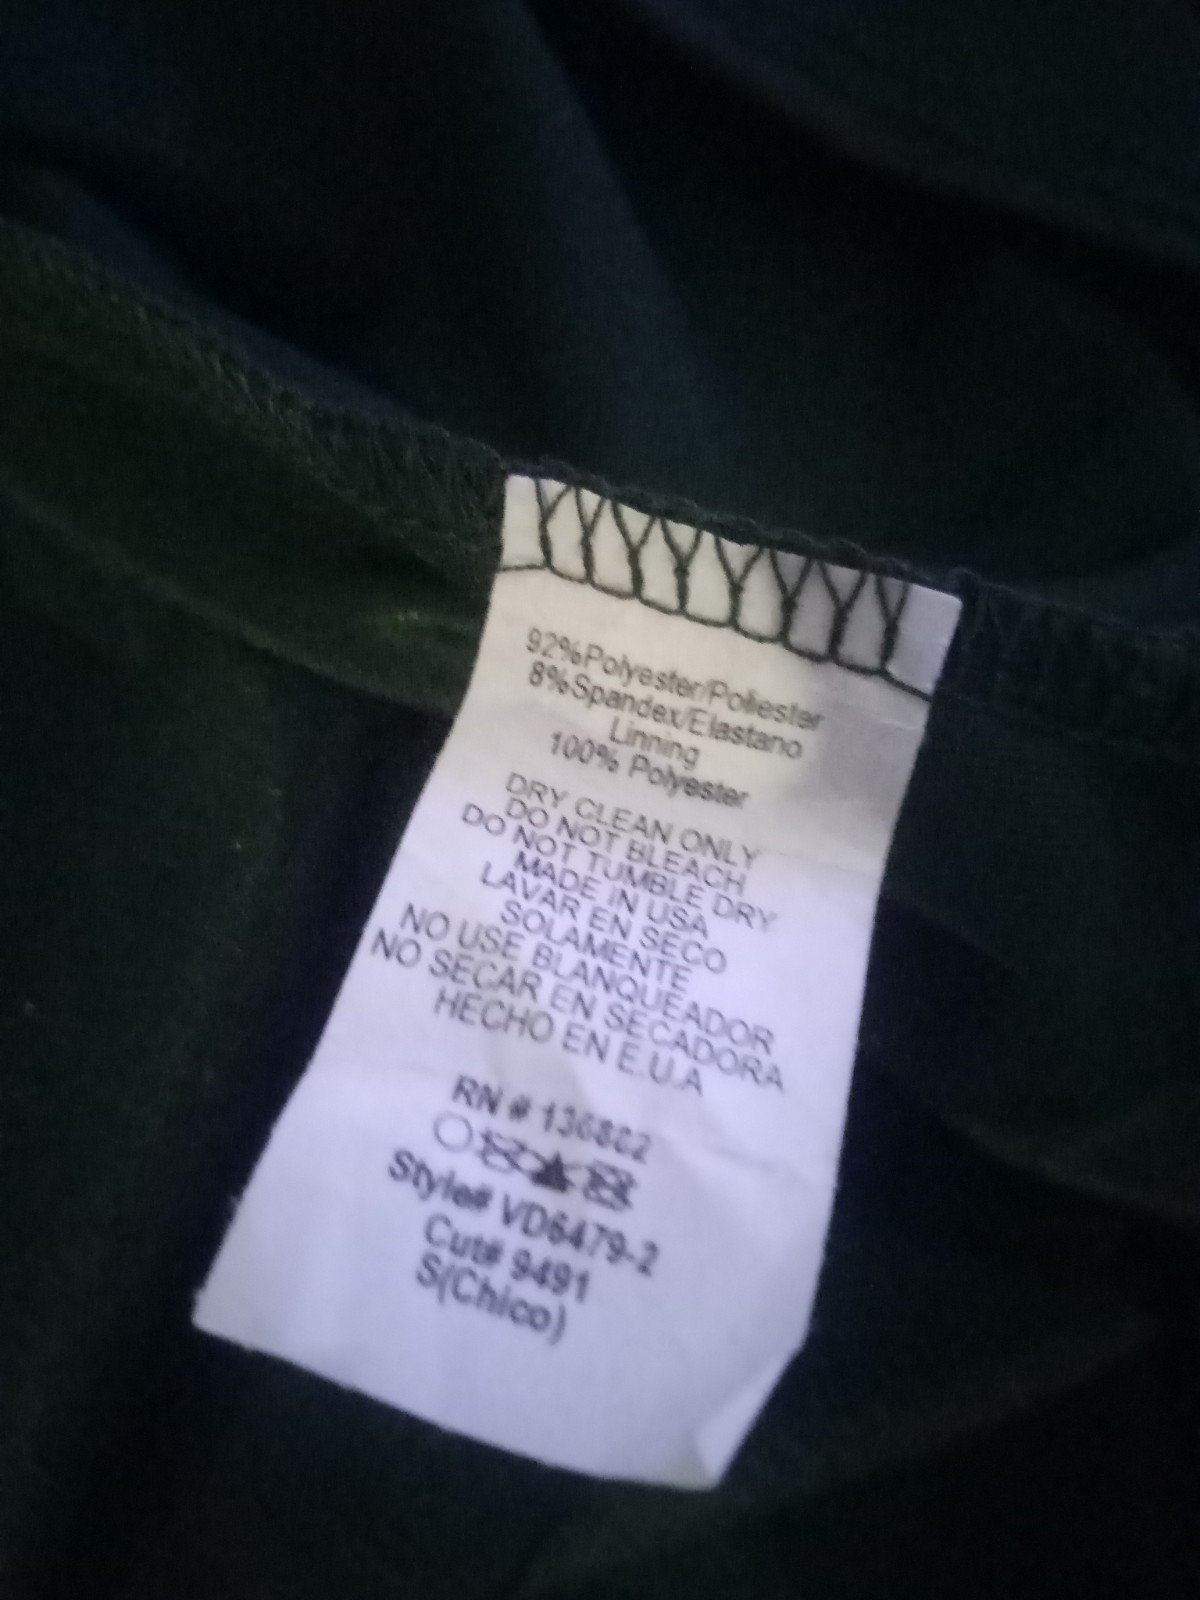 92%Polyester/Poliester
8%Spandex/Elastano
Linning
100% Polyester
DRY CLEAN ONLY
DO NOT BLEACH
DO NOT TUMBLE DRY
MADE IN USA
LAVAR EN SECO
SOLAMENTE
NO USE BLANQUEADOR
NO SECAR EN SECADORA
HECHO EN E.U.A
RN # 136882
Style# VD6479-2
Cut# 9491
S(Chico)